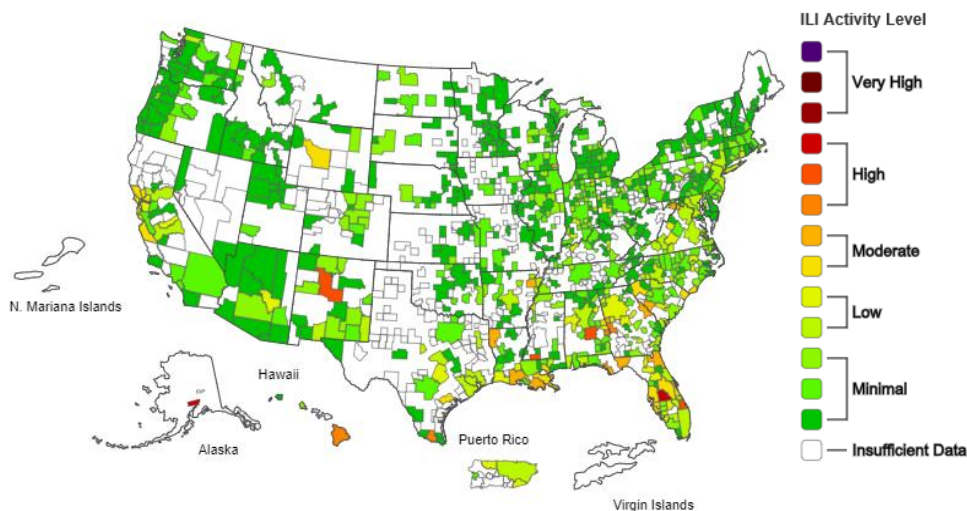 ILI Activity Level
Very High
High
Moderate
Low
Minimal
Insufficient Data
N. Mariana Islands
Hawaii
Alaska
Puerto Rico
Virgin Islands